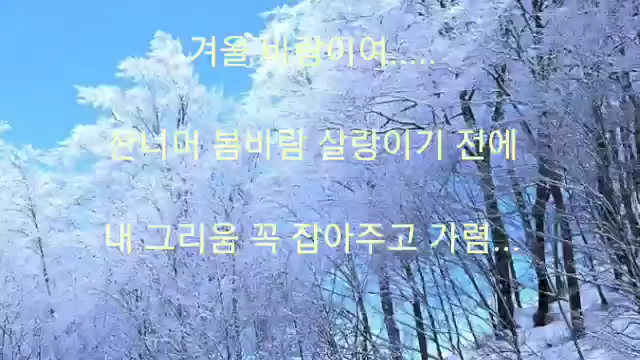 겨울 바람이여.....
산너머 봄바람 살랑이기 전에
내 그리움 꼭 잡아주고 가렴...